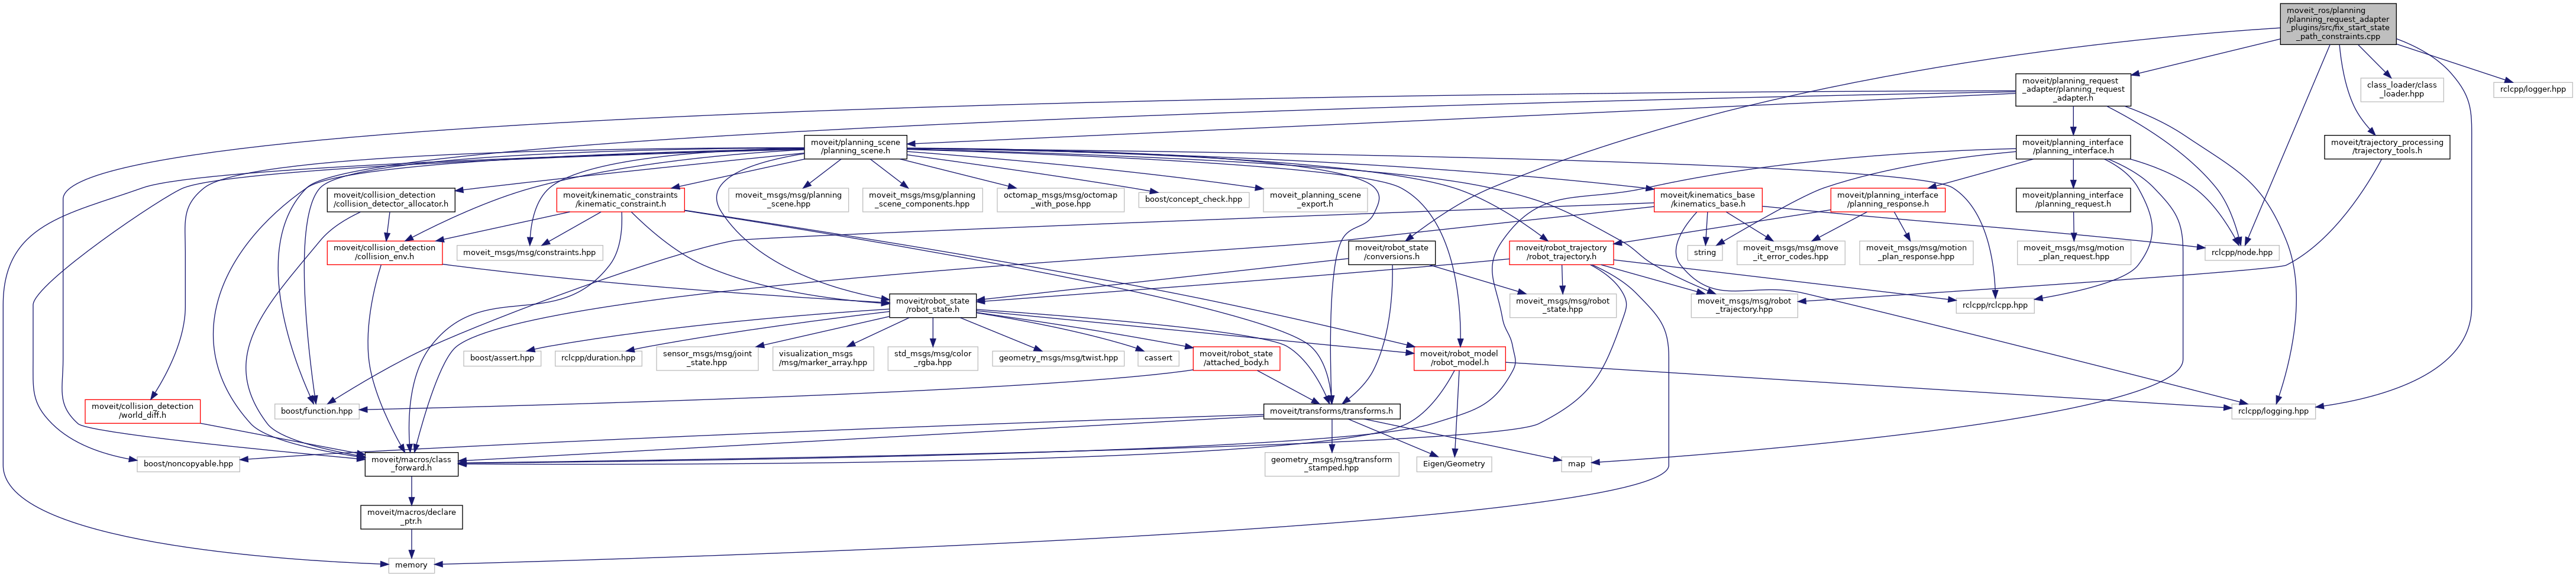 moveit_ros/planning
/planning_request_adapter
_plugins/src/fix_start_state
_path_constraints.cpp
moveit/planning_request
_adapter/planning_request
_adapter.h
class_loader/class
_loader.hpp
rclcpp/logger.hpp
moveit/planning_scene
/planning_scene.h
moveit/planning_interface
/planning_interface.h
moveit/trajectory_processing
/trajectory_tools.h
moveit/collision_detection
/collision_detector_allocator.h
moveit/kinematic_constraints
/kinematic_constraint.h
moveit_msgs/msg/planning
_scene.hpp
moveit_msgs/msg/planning
_scene_components.hpp
octomap_msgs/msg/octomap
_with_pose.hpp
boost/concept_check.hpp
moveit_planning_scene
_export.h
moveit/kinematics_base
/kinematics_base.h
moveit/planning_interface
/planning_response.h
moveit/planning_interface
/planning_request.h
moveit/collision_detection
/collision_env.h
moveit_msgs/msg/constraints.hpp
moveit/robot_state
/conversions.h
moveit/robot_trajectory
/robot_trajectory.h
string
moveit_msgs/msg/move
_it_error_codes.hpp
moveit_msgs/msg/motion
_plan_response.hpp
moveit_msgs/msg/motion
_plan_request.hpp
rclcpp/node.hpp
moveit/robot_state
/robot_state.h
moveit_msgs/msg/robot
_state.hpp
moveit_msgs/msg/robot
_trajectory.hpp
rclcpp/rclcpp.hpp
boost/assert.hpp
rclcpp/duration.hpp
sensor_msgs/msg/joint
_state.hpp
visualization_msgs
/msg/marker_array.hpp
std_msgs/msg/color
_rgba.hpp
geometry_msgs/msg/twist.hpp
cassert
moveit/robot_state
/attached_body.h
moveit/robot_model
/robot_model.h
moveit/collision_detection
/world_diff.h
boost/function.hpp
moveit/transforms/transforms.h
rclcpp/logging.hpp
boost/noncopyable.hpp
moveit/macros/class
_forward.h
geometry_msgs/msg/transform
_stamped.hpp
Eigen/Geometry
map
moveit/macros/declare
_ptr.h
memory